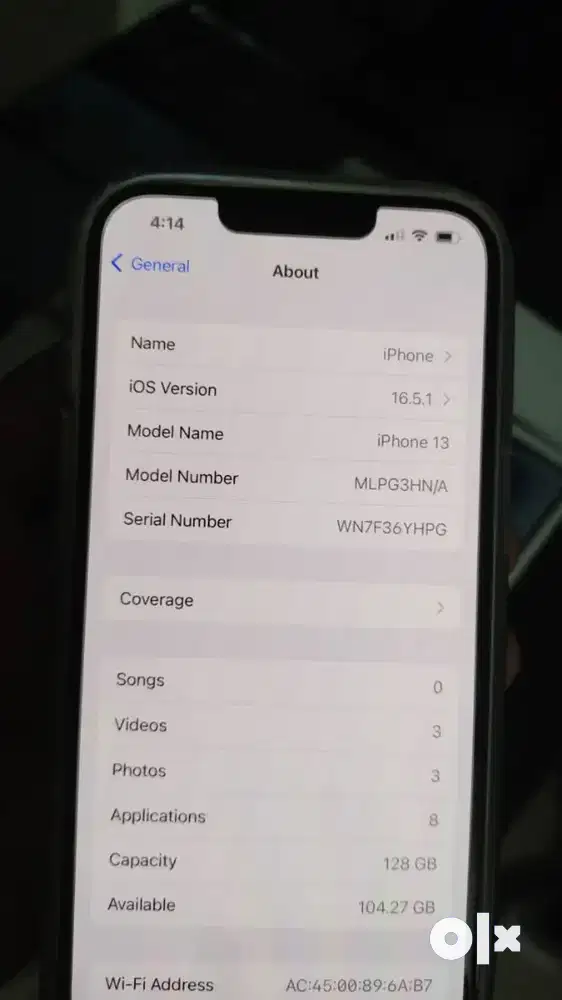 4:14
General
About
Name iPhone
iOS Version 16.5.1
Model Name iPhone 13
Model Number MLPG3HN/A
Serial Number WN7F36YHPG
Coverage
Songs 0
Videos 3
Photos 3
Applications 8
Capacity 128 GB
Available 104.27 GB
Wi-Fi Address AC:45:00:89:6A:B7
olx